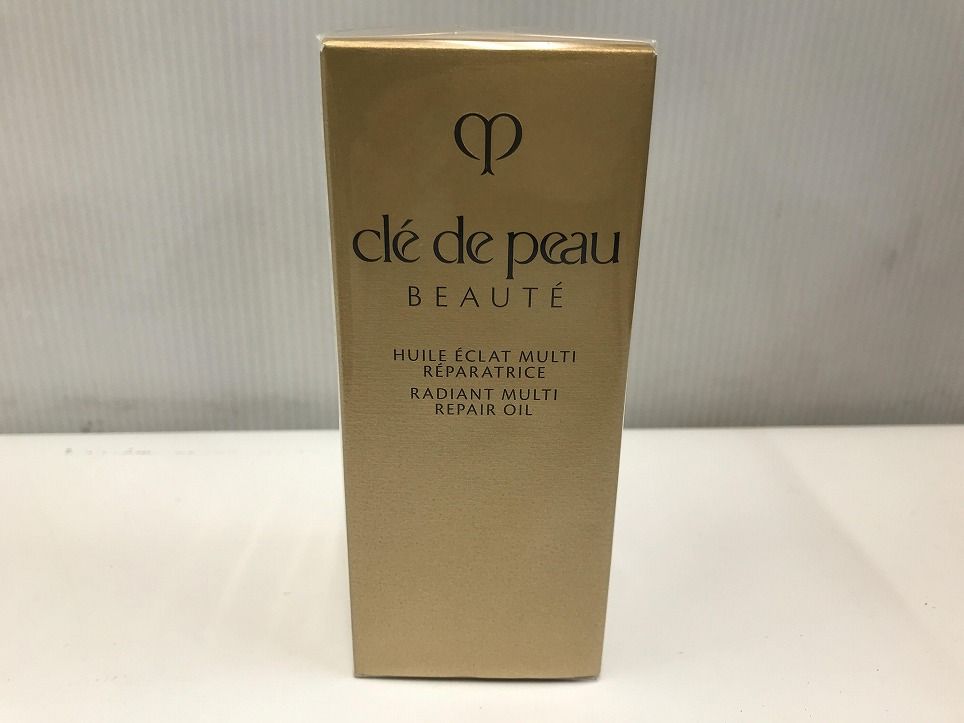 clé de peau
BEAUTÉ
HUILE ÉCLAT MULTI
RÉPARATRICE
RADIANT MULTI
REPAIR OIL